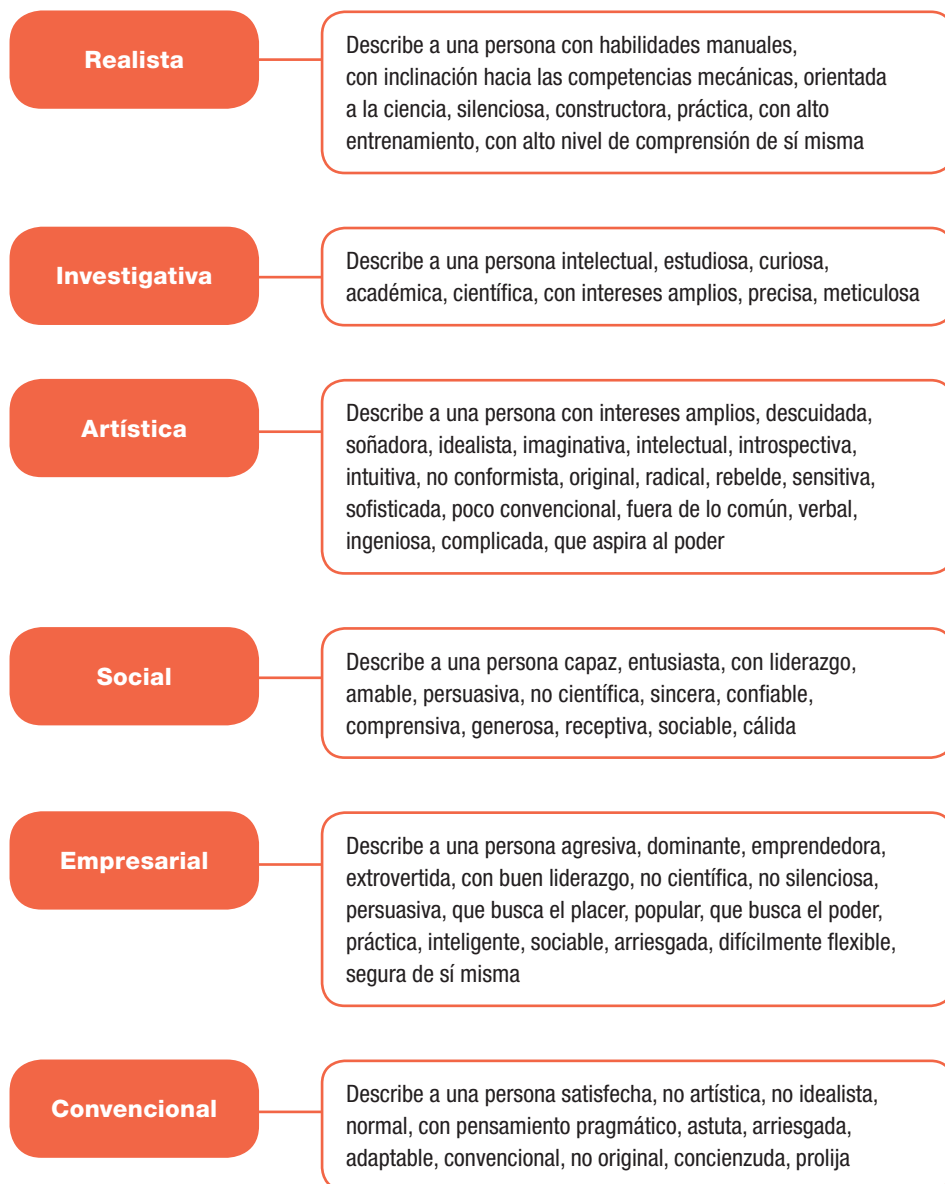 Realista
Describe a una persona con habilidades manuales,
con inclinación hacia las competencias mecánicas, orientada
a la ciencia, silenciosa, constructora, práctica, con alto
entrenamiento, con alto nivel de comprensión de sí misma
Investigativa
Describe a una persona intelectual, estudiosa, curiosa,
académica, científica, con intereses amplios, precisa, meticulosa
Artística
Describe a una persona con intereses amplios, descuidada,
soñadora, idealista, imaginativa, intelectual, introspectiva,
intuitiva, no conformista, original, radical, rebelde, sensitiva,
sofisticada, poco convencional, fuera de lo común, verbal,
ingeniosa, complicada, que aspira al poder
Social
Describe a una persona capaz, entusiasta, con liderazgo,
amable, persuasiva, no científica, sincera, confiable,
comprensiva, generosa, receptiva, sociable, cálida
Empresarial
Describe a una persona agresiva, dominante, emprendedora,
extrovertida, con buen liderazgo, no científica, no silenciosa,
persuasiva, que busca el placer, popular, que busca el poder,
práctica, inteligente, sociable, arriesgada, difícilmente flexible,
segura de sí misma
Convencional
Describe a una persona satisfecha, no artística, no idealista,
normal, con pensamiento pragmático, astuta, arriesgada,
adaptable, convencional, no original, concienzuda, prolija